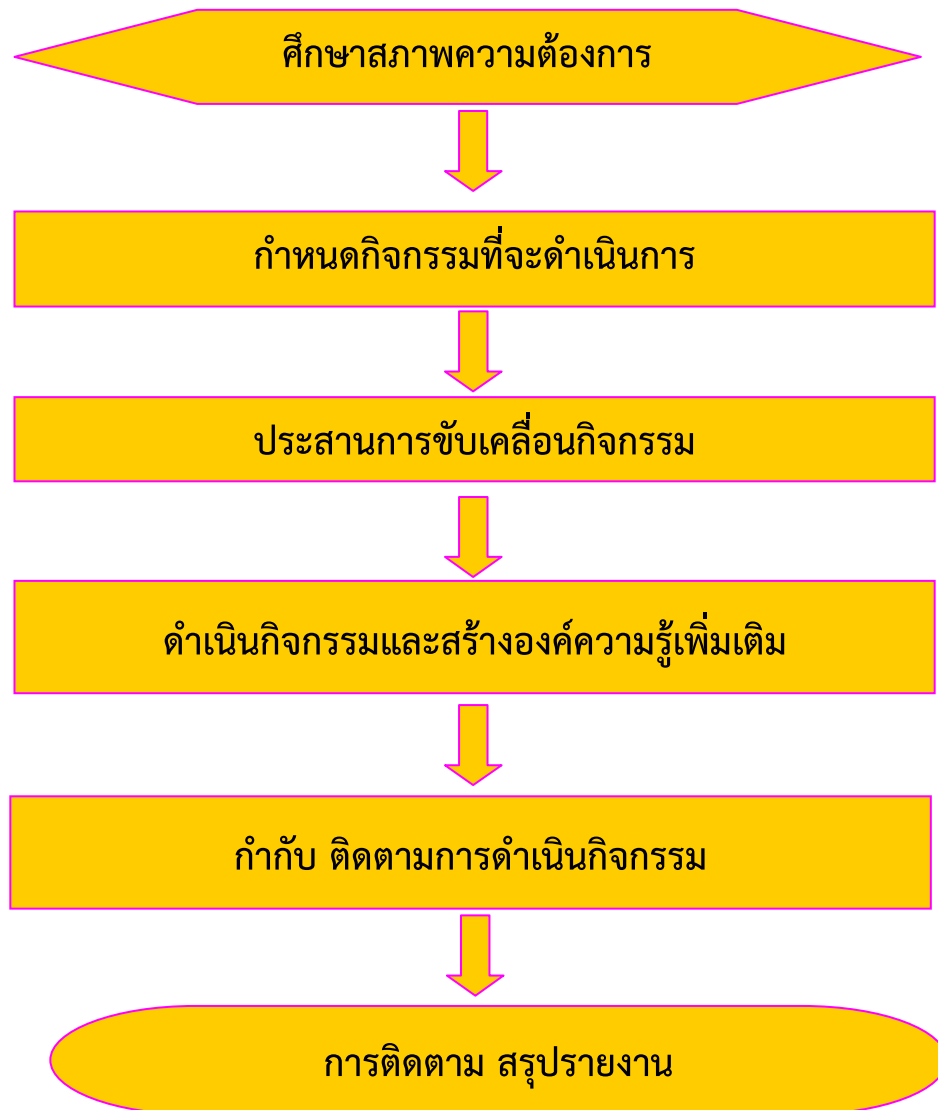 ศึกษาสภาพความต้องการ
กำหนดกิจกรรมที่จะดำเนินการ
ประสานการขับเคลื่อนกิจกรรม
ดำเนินกิจกรรมและสร้างองค์ความรู้เพิ่มเติม
กำกับ ติดตามการดำเนินกิจกรรม
การติดตาม สรุปรายงาน